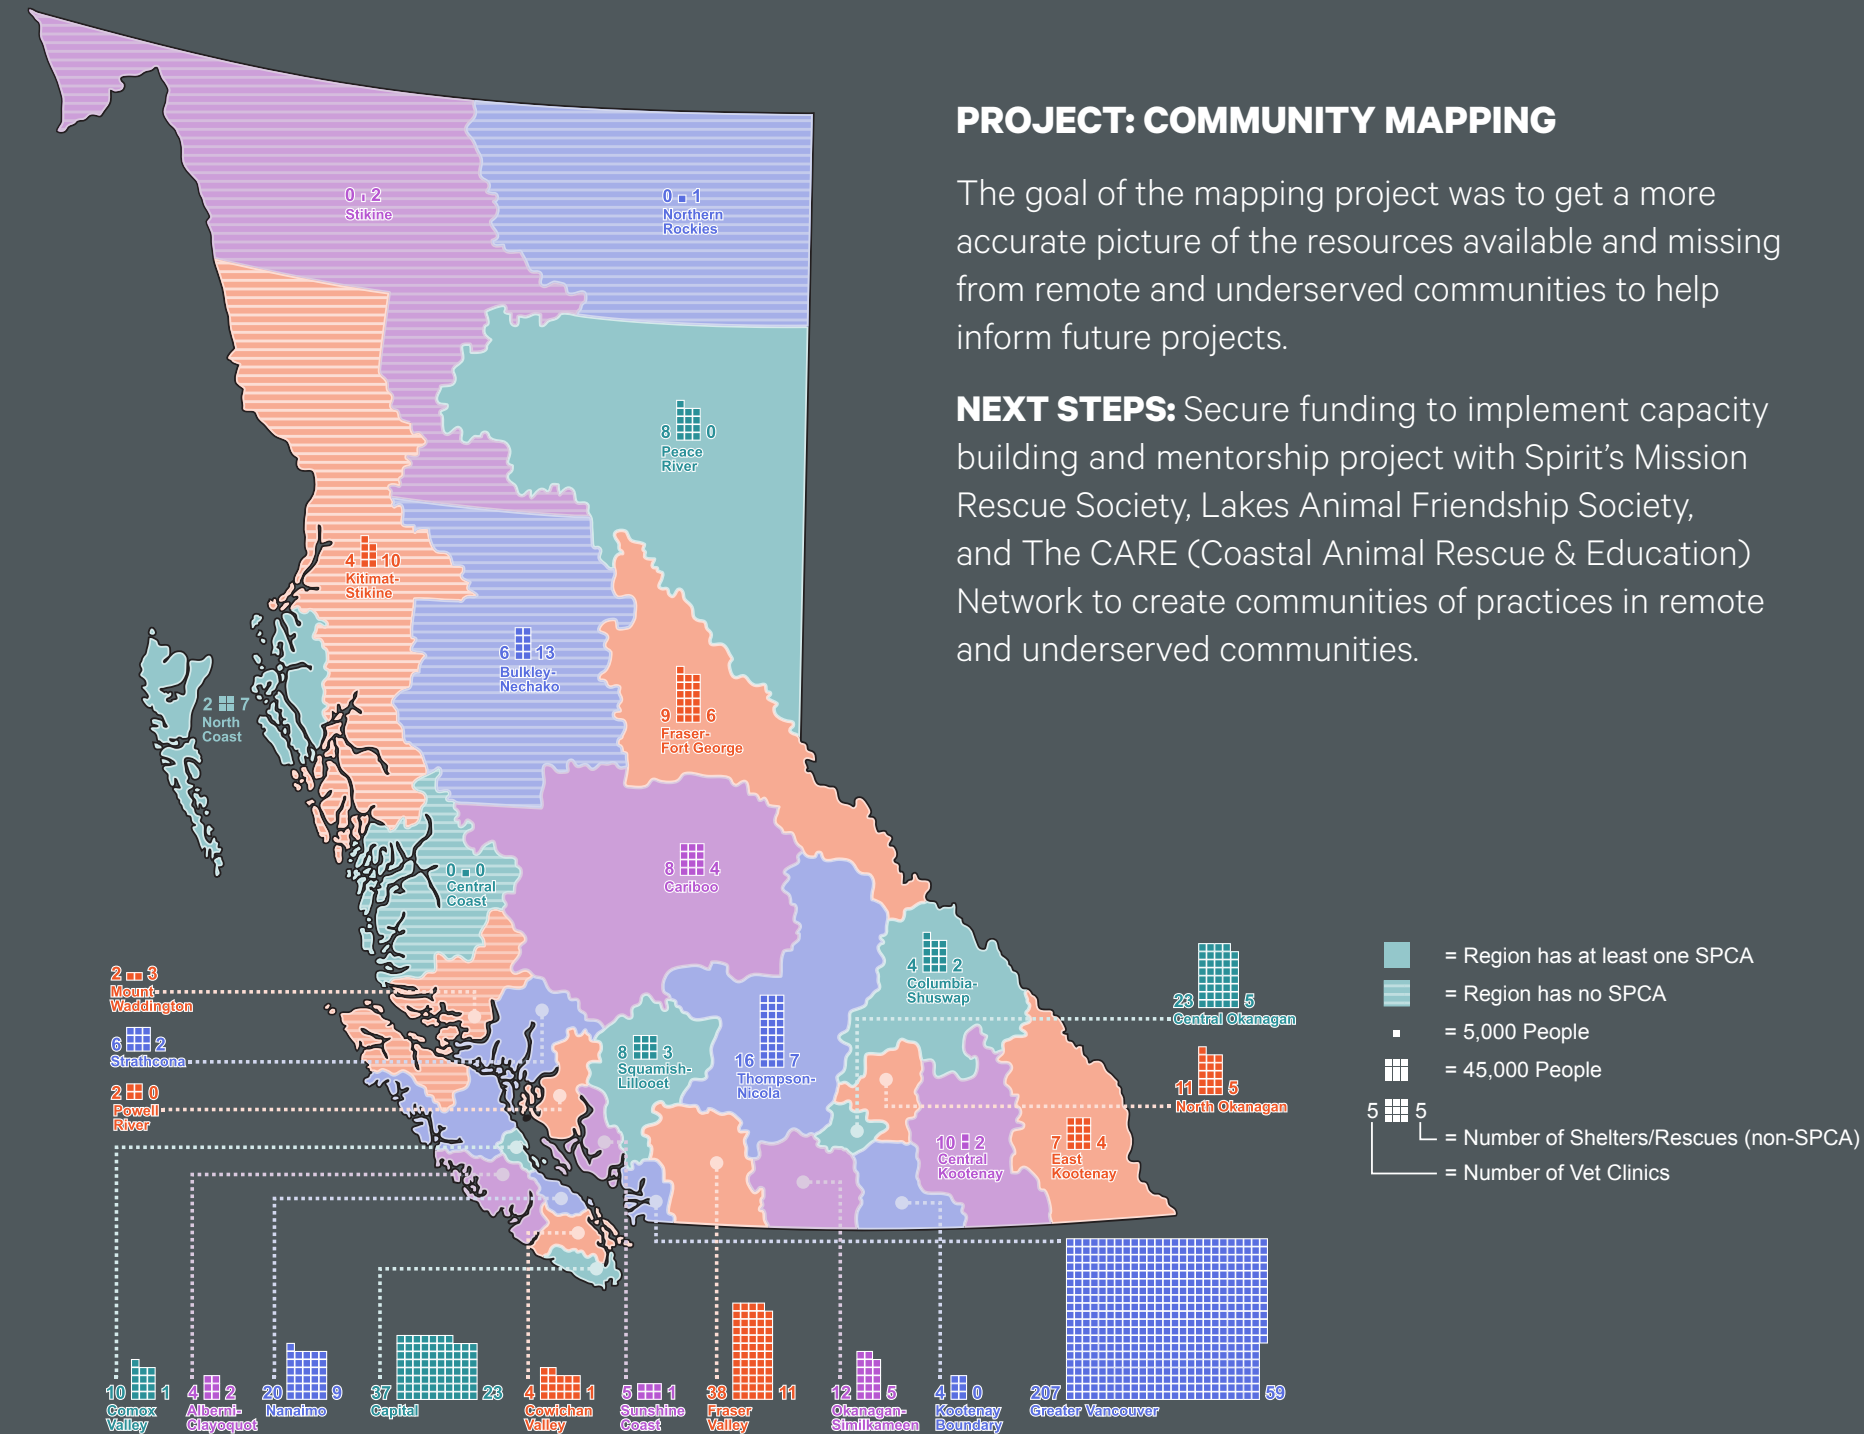 PROJECT: COMMUNITY MAPPING
The goal of the mapping project was to get a more
accurate picture of the resources available and missing
from remote and underserved communities to help
inform future projects.
NEXT STEPS: Secure funding to implement capacity
building and mentorship project with Spirit’s Mission
Rescue Society, Lakes Animal Friendship Society,
and The CARE (Coastal Animal Rescue & Education)
Network to create communities of practices in remote
and underserved communities.
0 2
Stikine
0 1
Northern
Rockies
8 0
Peace
River
4 10
Kitimat-
Stikine
6 13
Bulkley-
Nechako
9 6
Fraser-
Fort George
2 7
North
Coast
8 4
Cariboo
0 0
Central
Coast
4 2
Columbia-
Shuswap
2 3
Mount
Waddington
6 2
Strathcona
2 0
Powell
River
8 3
Squamish-
Lillooet
16 7
Thompson-
Nicola
23 5
Central Okanagan
11 5
North Okanagan
10 2
Central
Kootenay
7 4
East
Kootenay
= Region has at least one SPCA
= Region has no SPCA
= 5,000 People
= 45,000 People
5 5
= Number of Shelters/Rescues (non-SPCA)
= Number of Vet Clinics
10 1
Comox
Valley
4 2
Alberni-
Clayoquot
20 9
Nanaimo
37 23
Capital
4 1
Cowichan
Valley
5 1
Sunshine
Coast
38 11
Fraser
Valley
12 5
Okanagan-
Similkameen
4 0
Kootenay
Boundary
207 59
Greater Vancouver